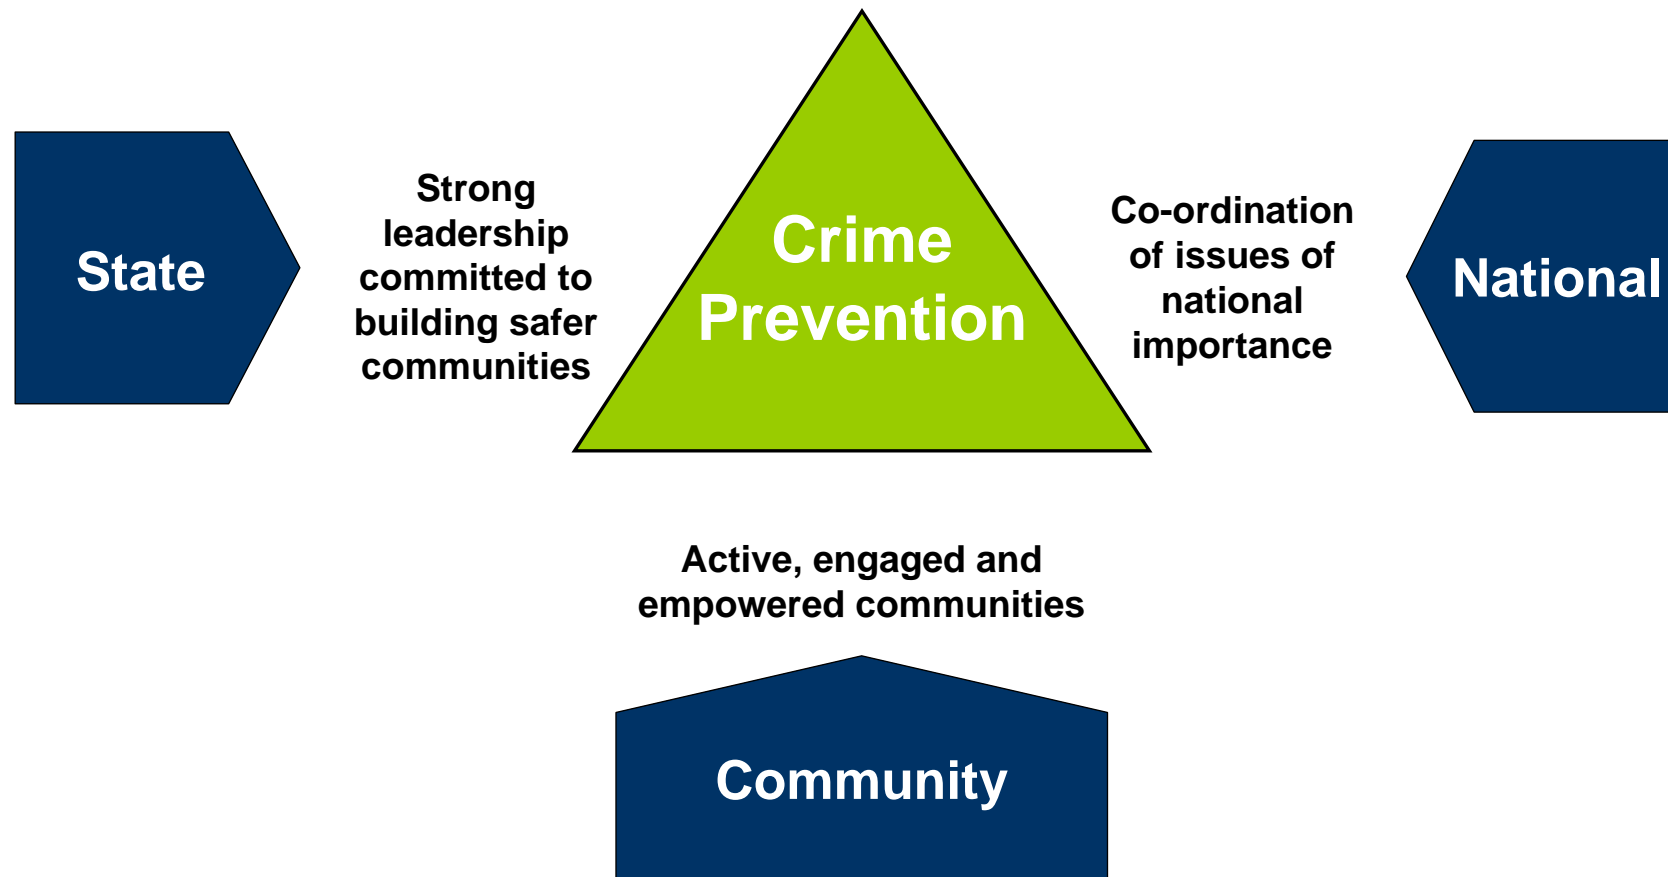 State
Strong
leadership
committed to
building safer
communities
Crime
Prevention
Co-ordination
of issues of
national
importance
National
Active, engaged and
empowered communities
Community